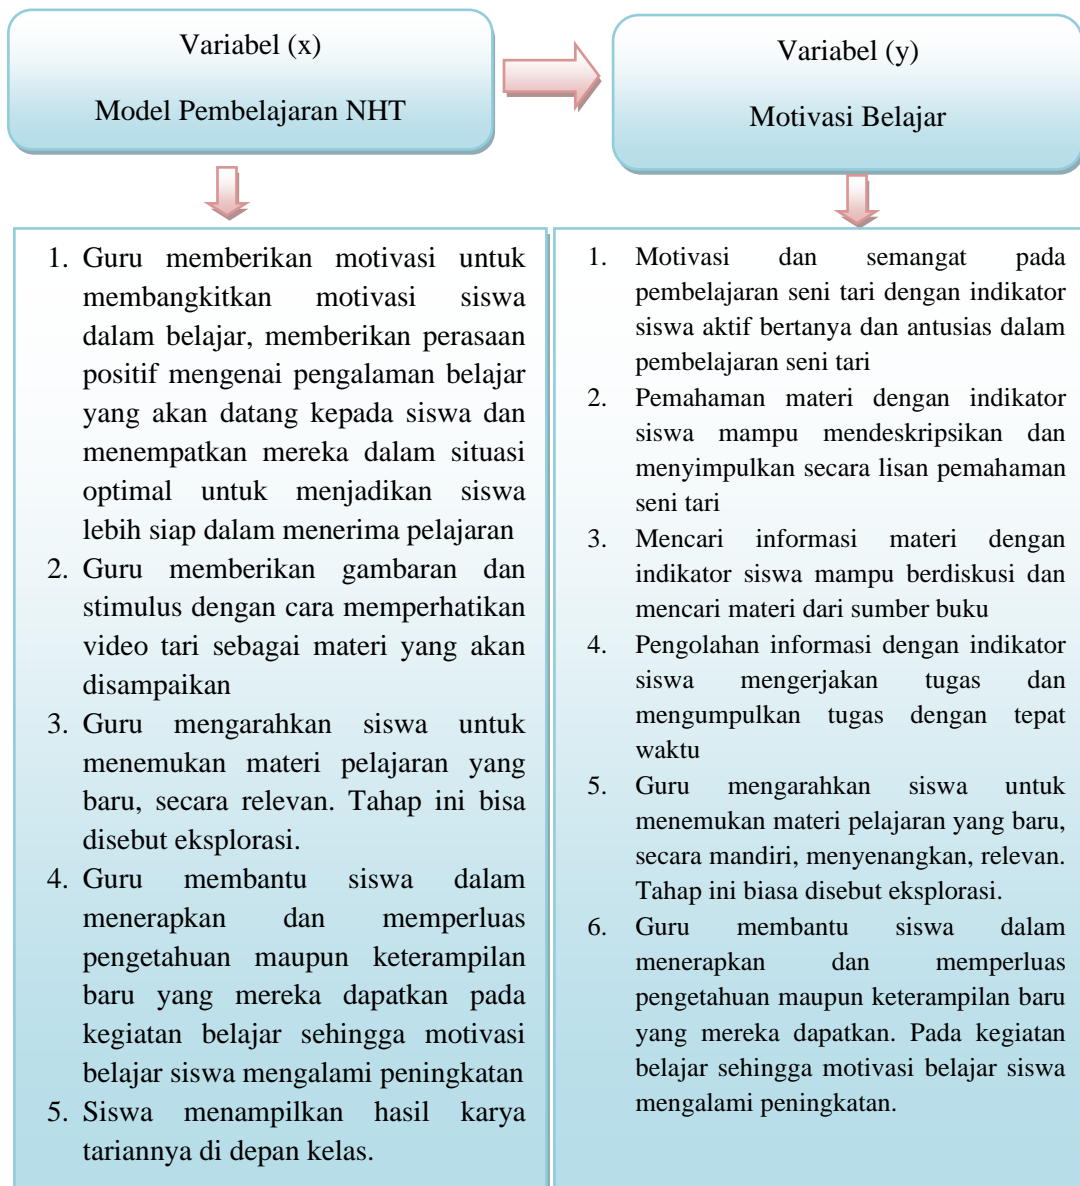 Variabel (x)
Model Pembelajaran NHT
Variabel (y)
Motivasi Belajar
1. Guru memberikan motivasi untuk
membangkitkan motivasi siswa
dalam belajar, memberikan perasaan
positif mengenai pengalaman belajar
yang akan datang kepada siswa dan
menempatkan mereka dalam situasi
optimal untuk menjadikan siswa
lebih siap dalam menerima pelajaran
2. Guru memberikan gambaran dan
stimulus dengan cara memperhatikan
video tari sebagai materi yang akan
disampaikan
3. Guru mengarahkan siswa untuk
menemukan materi pelajaran yang
baru, secara relevan. Tahap ini bisa
disebut eksplorasi.
4. Guru membantu siswa dalam
menerapkan dan memperluas
pengetahuan maupun keterampilan
baru yang mereka dapatkan pada
kegiatan belajar sehingga motivasi
belajar siswa mengalami peningkatan
5. Siswa menampilkan hasil karya
tariannya di depan kelas.
1. Motivasi dan semangat pada
pembelajaran seni tari dengan indikator
siswa aktif bertanya dan antusias dalam
pembelajaran seni tari
2. Pemahaman materi dengan indikator
siswa mampu mendeskripsikan dan
menyimpulkan secara lisan pemahaman
seni tari
3. Mencari informasi materi dengan
indikator siswa mampu berdiskusi dan
mencari materi dari sumber buku
4. Pengolahan informasi dengan indikator
siswa mengerjakan tugas dan
mengumpulkan tugas dengan tepat
waktu
5. Guru mengarahkan siswa untuk
menemukan materi pelajaran yang baru,
secara mandiri, menyenangkan, relevan.
Tahap ini biasa disebut eksplorasi.
6. Guru membantu siswa dalam
menerapkan dan memperluas
pengetahuan maupun keterampilan baru
yang mereka dapatkan. Pada kegiatan
belajar sehingga motivasi belajar siswa
mengalami peningkatan.